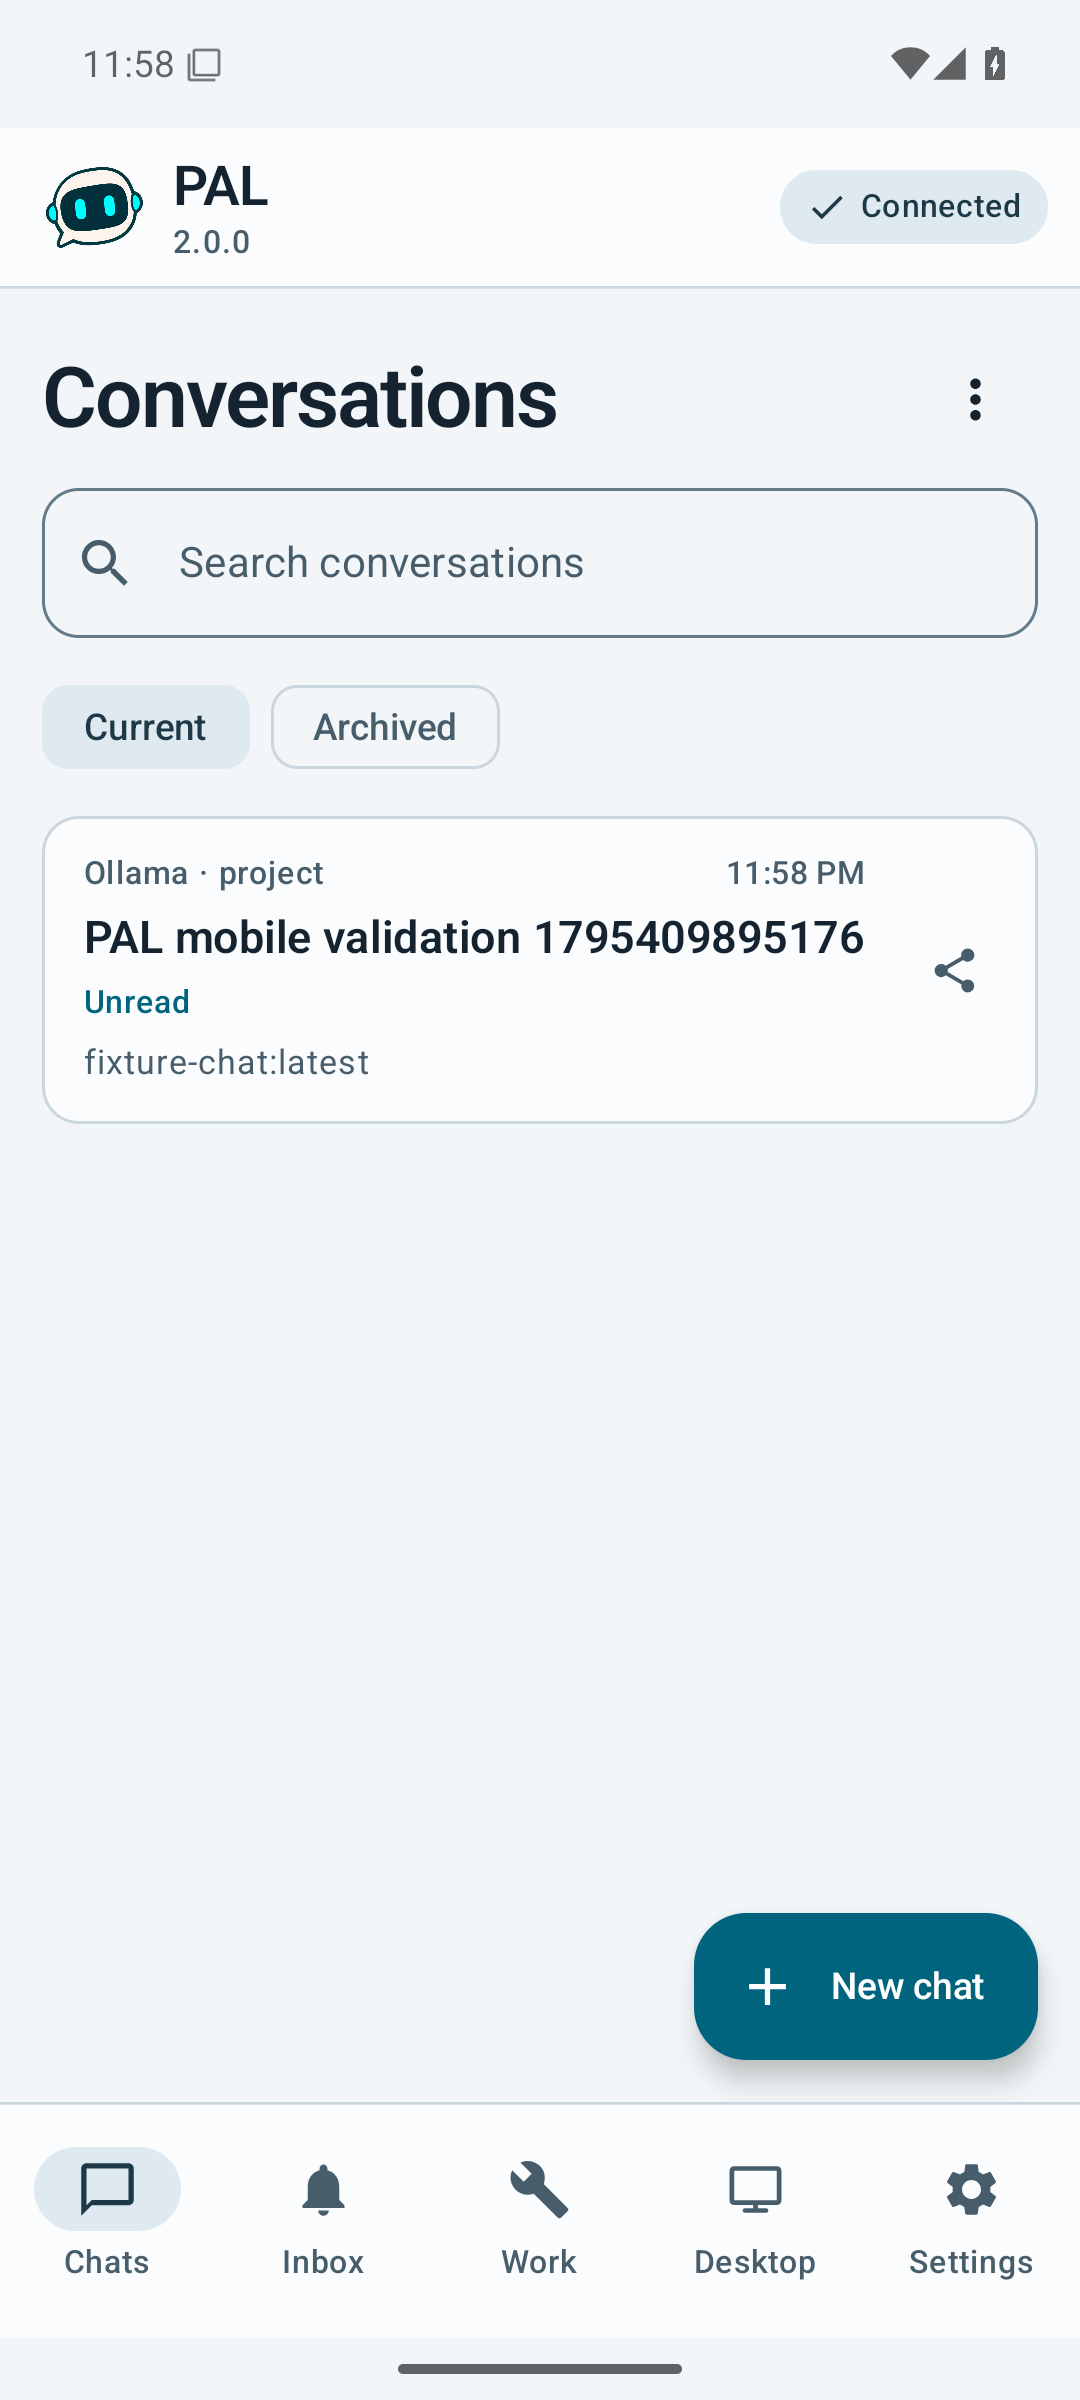 11:58
PAL
2.0.0
Connected
Conversations
Search conversations
Current
Archived
Ollama · project
11:58 PM
PAL mobile validation 1795409895176
Unread
fixture-chat:latest
New chat
Chats
Inbox
Work
Desktop
Settings